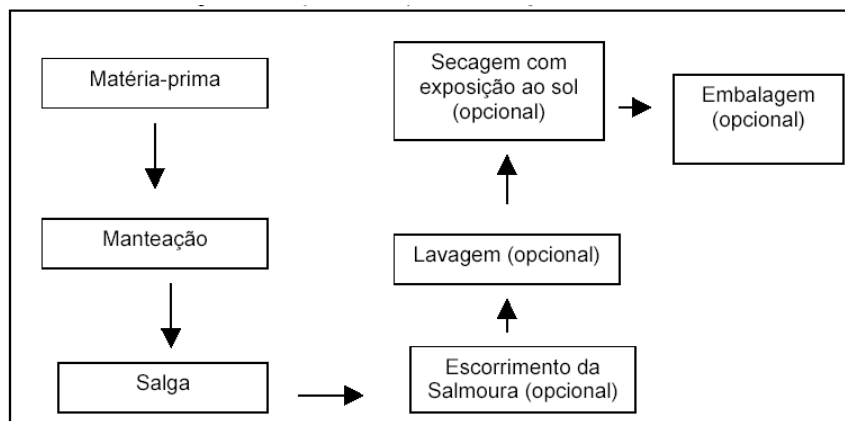 Matéria-prima
Manteação
Salga
Escorrimento da
Salmoura (opcional)
Lavagem (opcional)
Secagem com
exposição ao sol
(opcional)
Embalagem
(opcional)